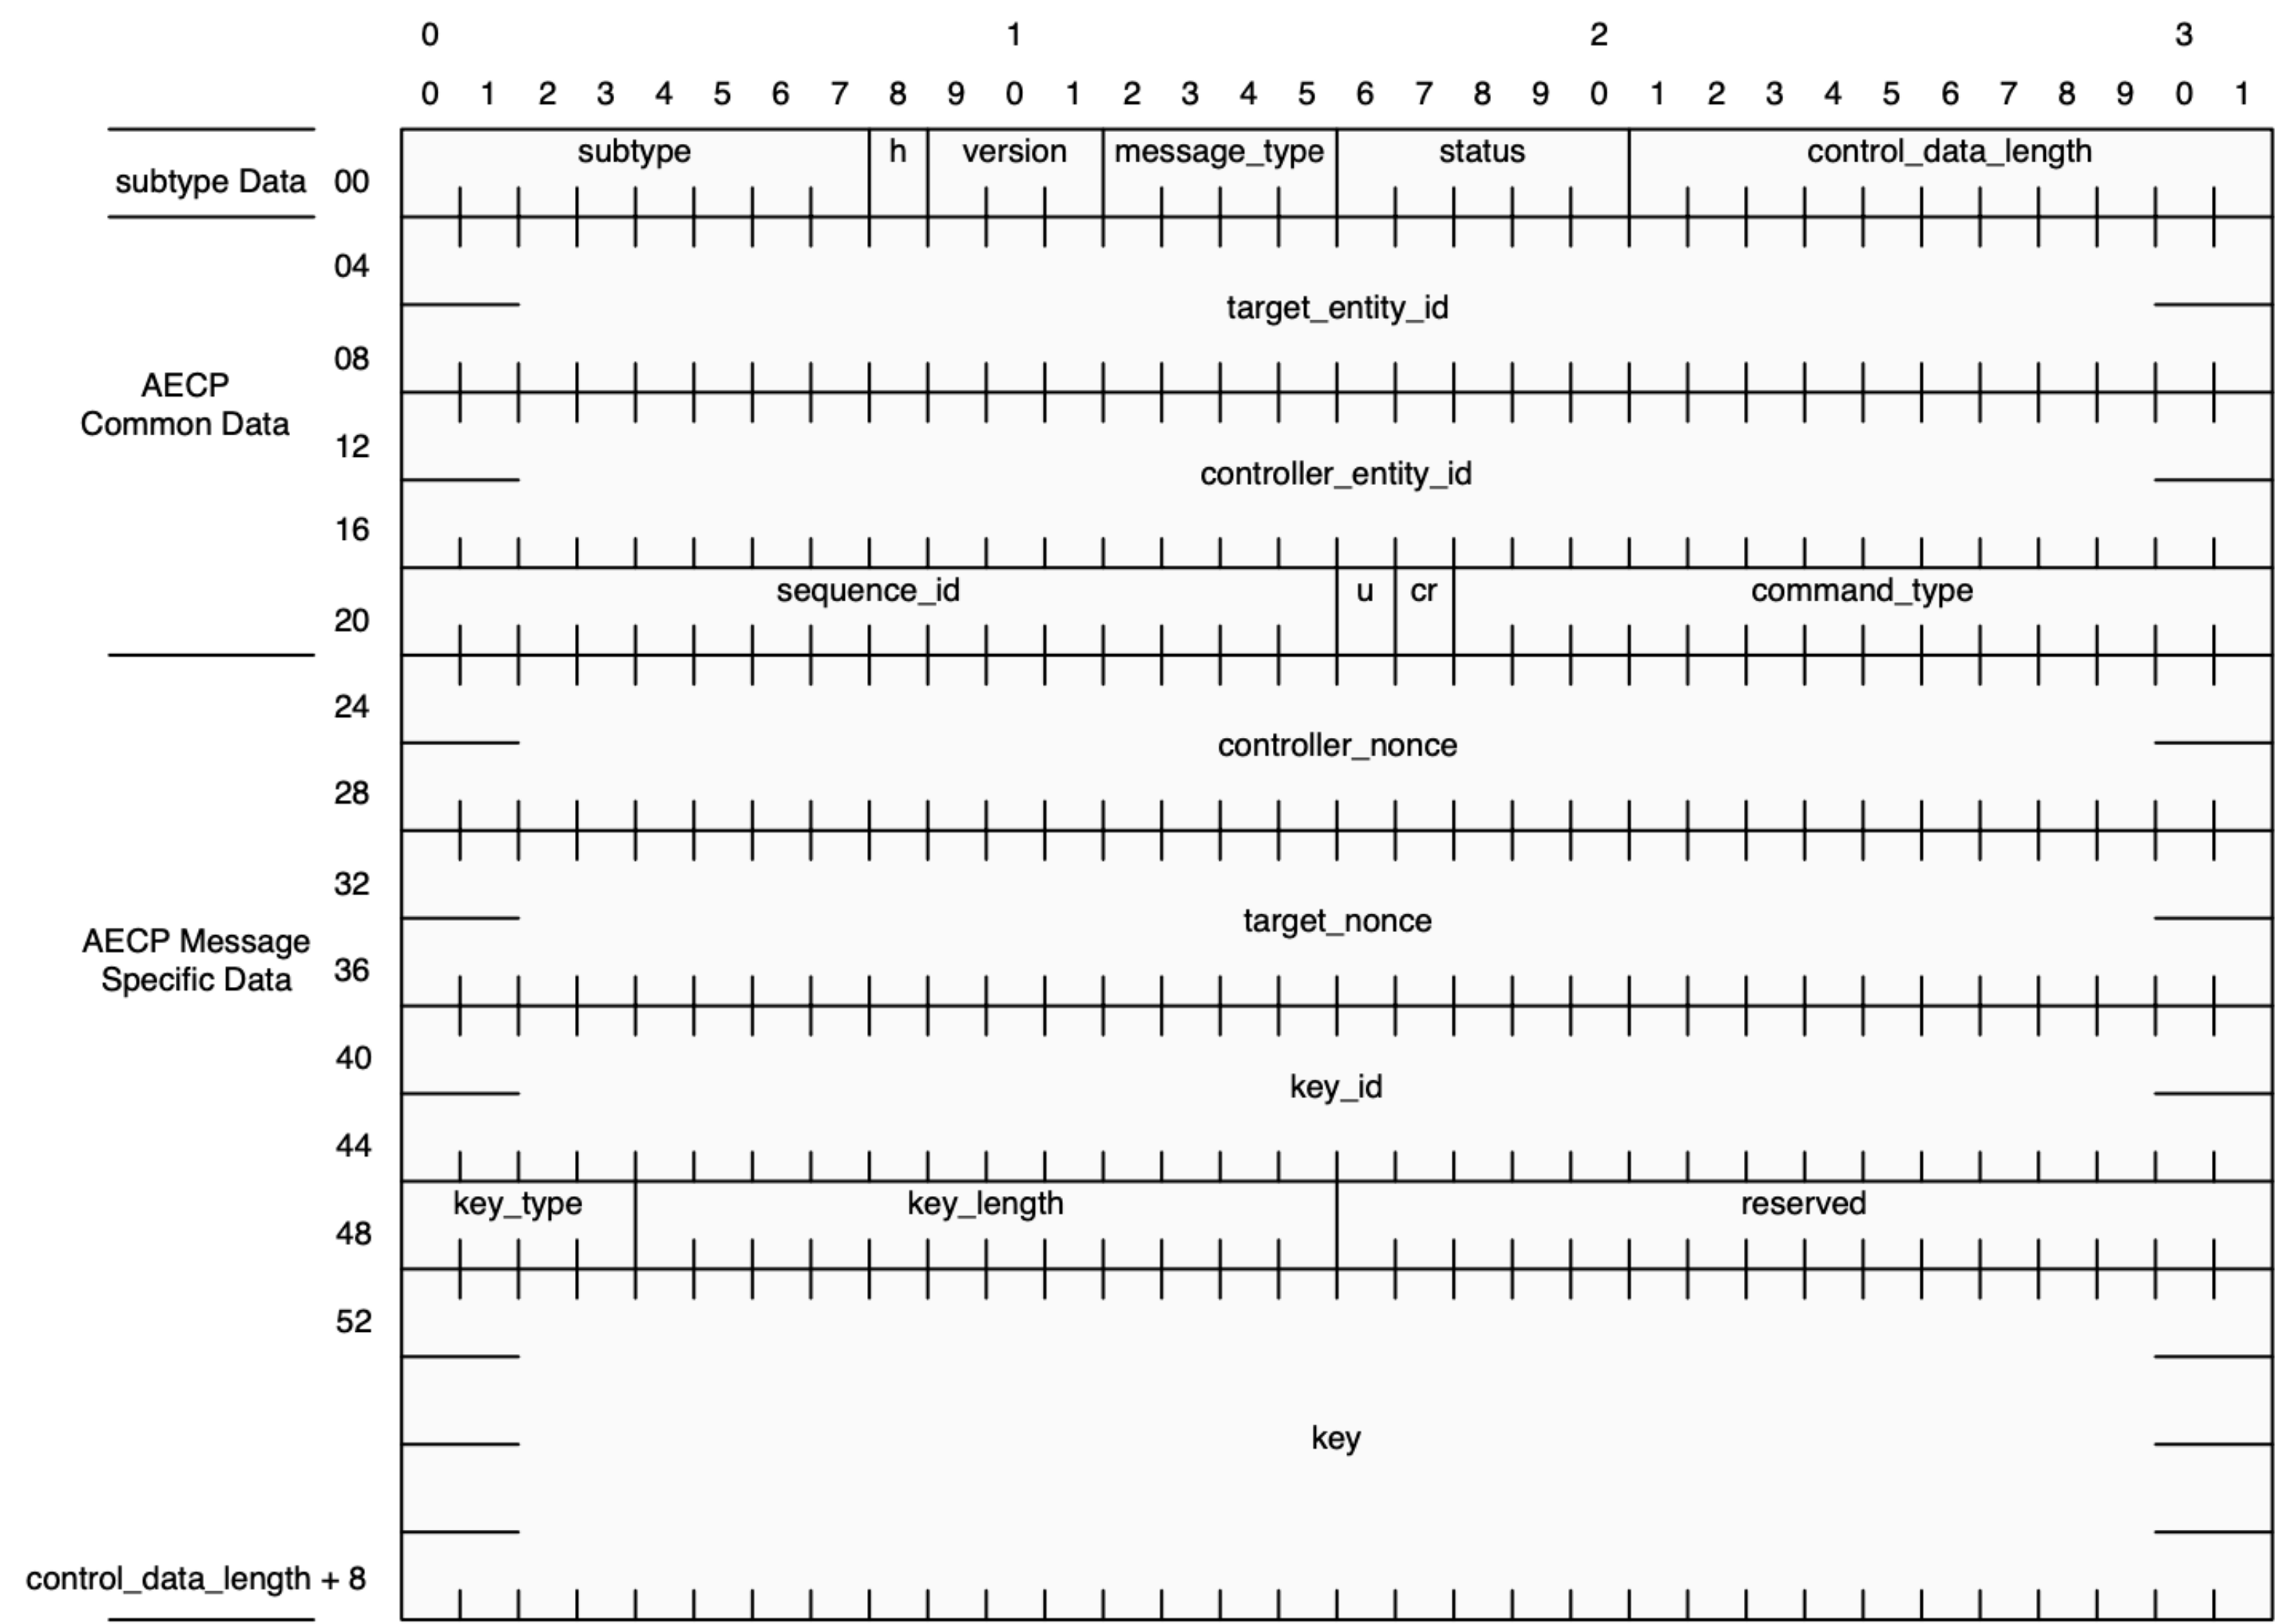 0 1 2 3
0 1 2 3 4 5 6 7 8 9 0 1 2 3 4 5 6 7 8 9 0 1 2 3 4 5 6 7 8 9 0 1
subtype h version message_type status control_data_length
subtype Data 00
04
target_entity_id
08
AECP
Common Data
12
controller_entity_id
16
sequence_id u cr command_type
20
24
controller_nonce
28
32
target_nonce
AECP Message
Specific Data
36
40
key_id
44
key_type key_length reserved
48
52
key
control_data_length + 8